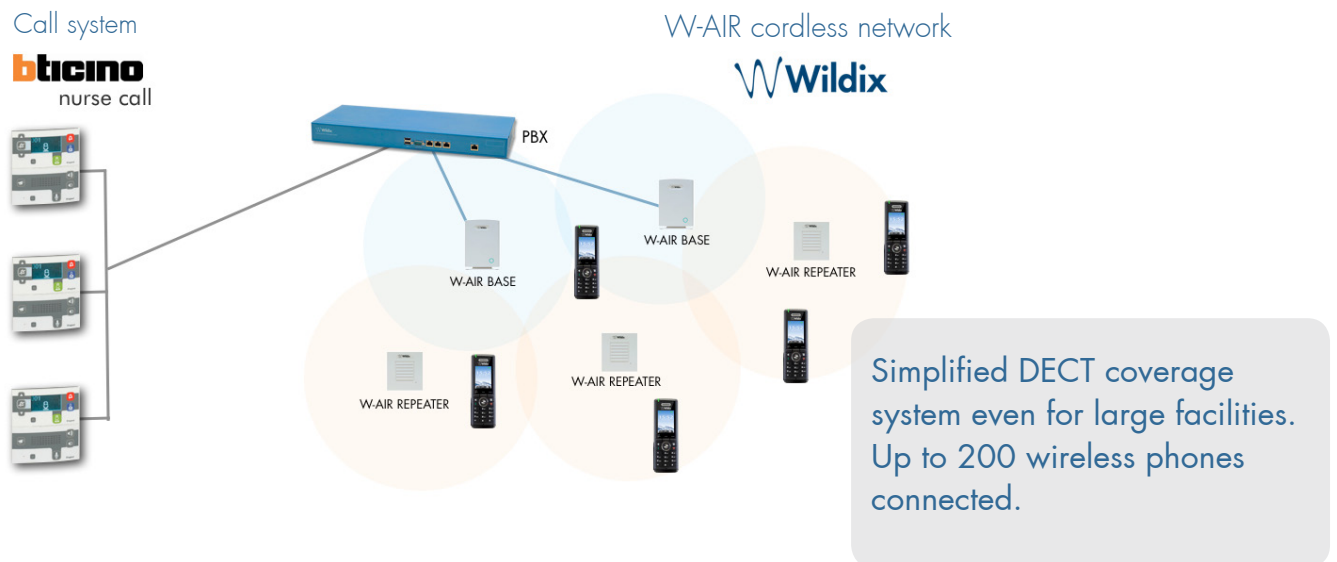 Call system
bticino
nurse call
W-AIR cordless network
Wildix
PBX
W-AIR BASE
W-AIR BASE
W-AIR REPEATER
W-AIR REPEATER
W-AIR REPEATER
Simplified DECT coverage
system even for large facilities.
Up to 200 wireless phones
connected.